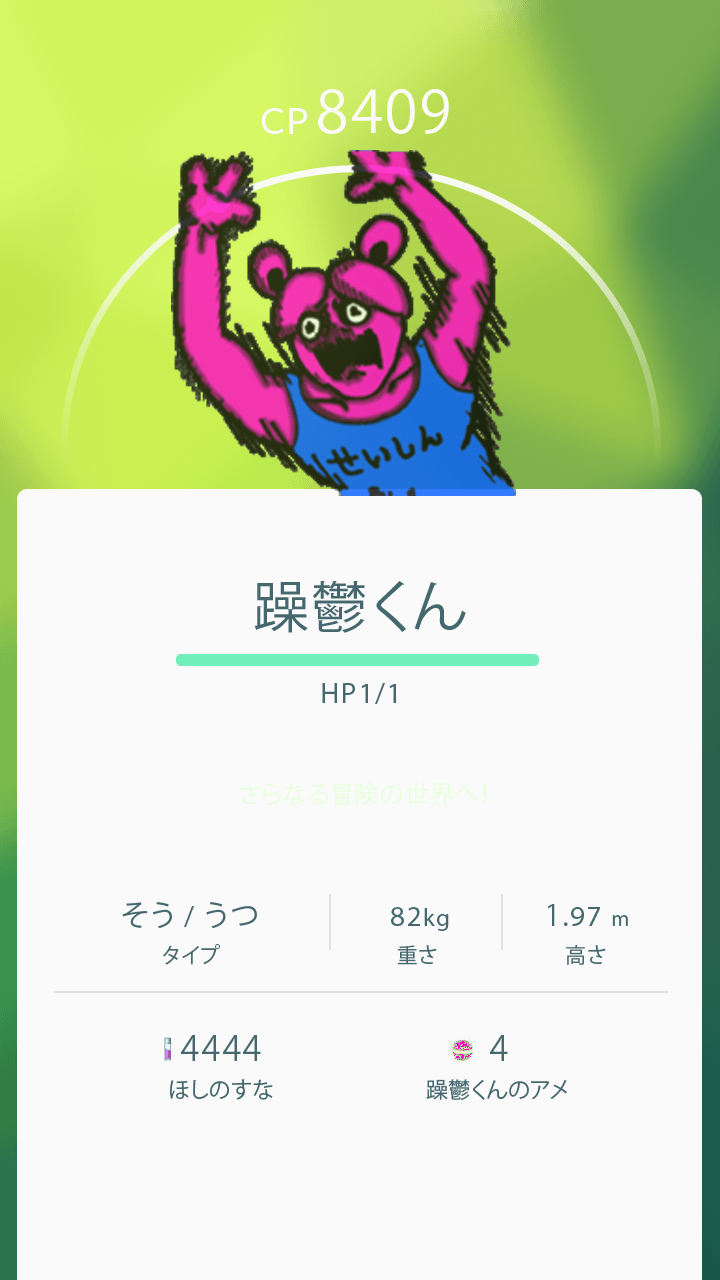 CP8409
せいしん
躁鬱くん
HP1/1
さらなる冒険の世界へ!
そう / うつ
82kg
1.97 m
タイプ
重さ
高さ
4444
4
ほしのすな
躁鬱くんのアメ